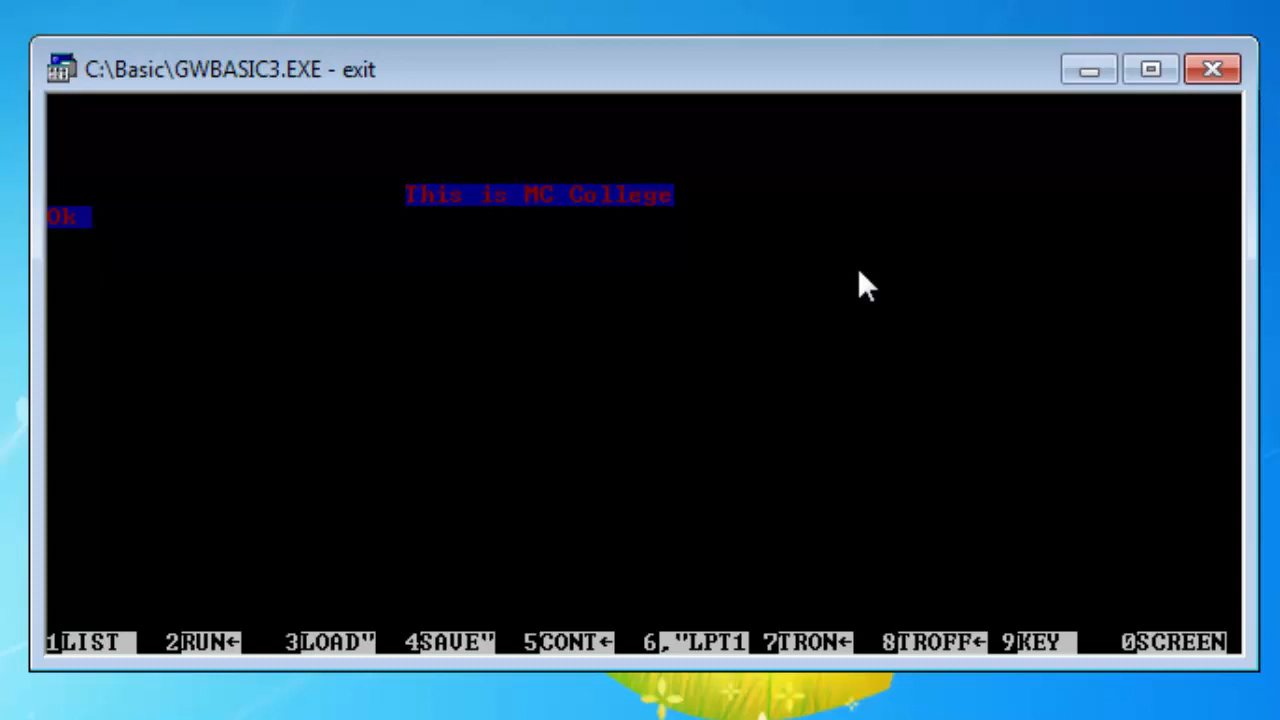 C:\Basic\GWBASIC3.EXE - exit
This is MC College
Ok
1LIST 2RUN← 3LOAD" 4SAVE" 5CONT← 6,"LPT1 7TRON← 8TROFF← 9KEY 0SCREEN